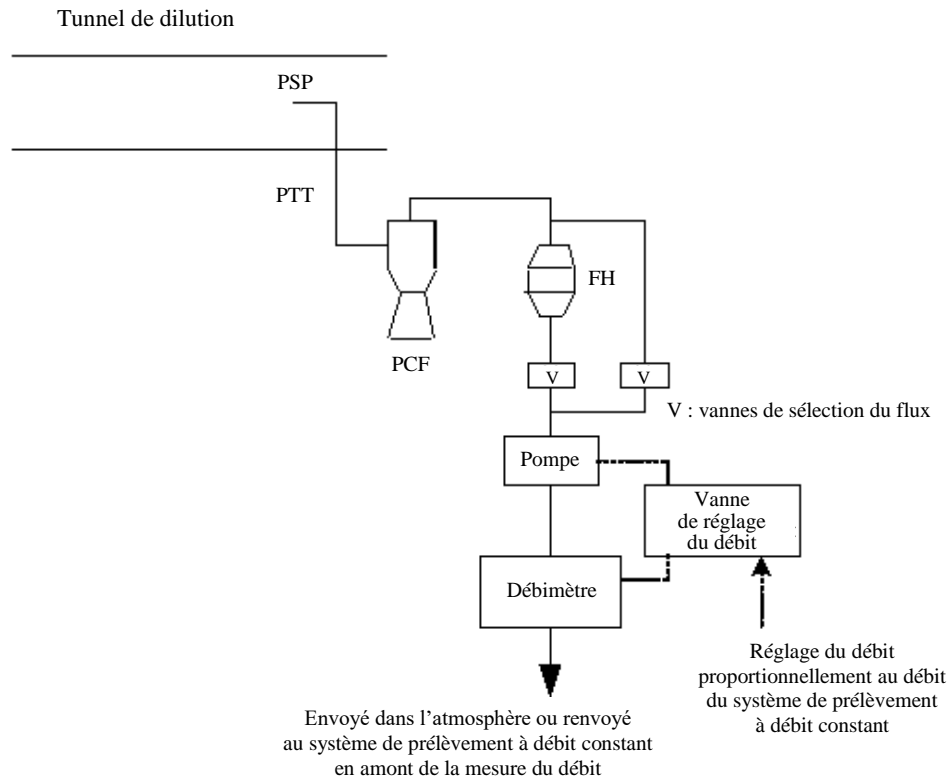 Tunnel de dilution
PSP
PTT
FH
PCF
V
V
V : vannes de sélection du flux
Pompe
Vanne
de réglage
du débit
Débimètre
Réglage du débit
proportionnellement au débit
du système de prélèvement
à débit constant
Envoyé dans l'atmosphère ou renvoyé
au système de prélèvement à débit constant
en amont de la mesure du débit